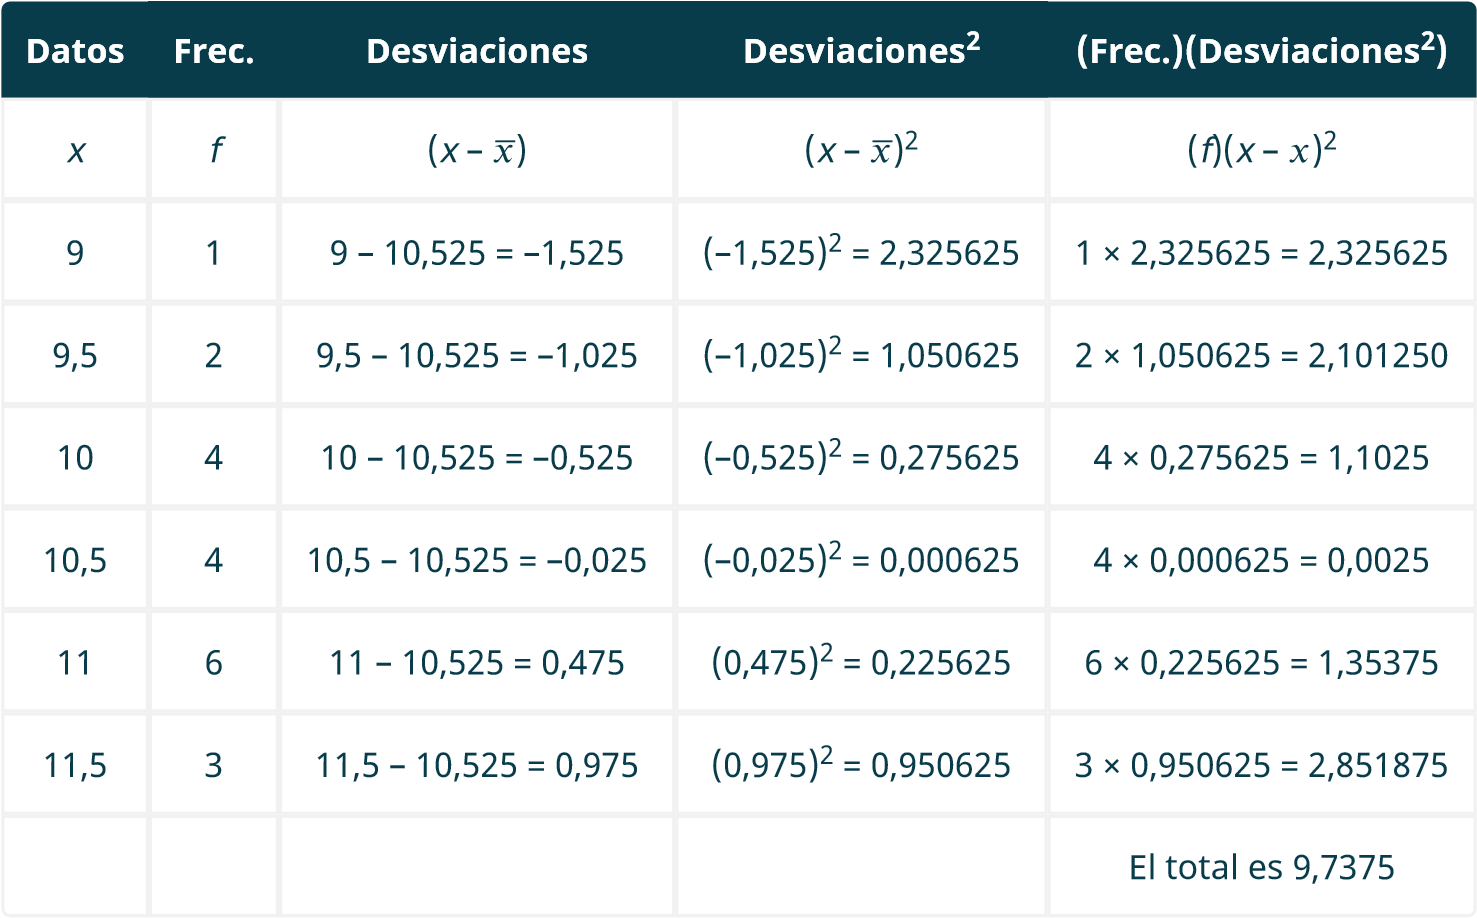 Datos Frec. Desviaciones Desviaciones² (Frec.)(Desviaciones²)
x f (x – x̅) (x – x̅)² (f)(x – x)²
9 1 9 – 10,525 = –1,525 (–1,525)² = 2,325625 1 × 2,325625 = 2,325625
9,5 2 9,5 – 10,525 = –1,025 (–1,025)² = 1,050625 2 × 1,050625 = 2,101250
10 4 10 – 10,525 = –0,525 (–0,525)² = 0,275625 4 × 0,275625 = 1,1025
10,5 4 10,5 – 10,525 = –0,025 (–0,025)² = 0,000625 4 × 0,000625 = 0,0025
11 6 11 – 10,525 = 0,475 (0,475)² = 0,225625 6 × 0,225625 = 1,35375
11,5 3 11,5 – 10,525 = 0,975 (0,975)² = 0,950625 3 × 0,950625 = 2,851875
El total es 9,7375